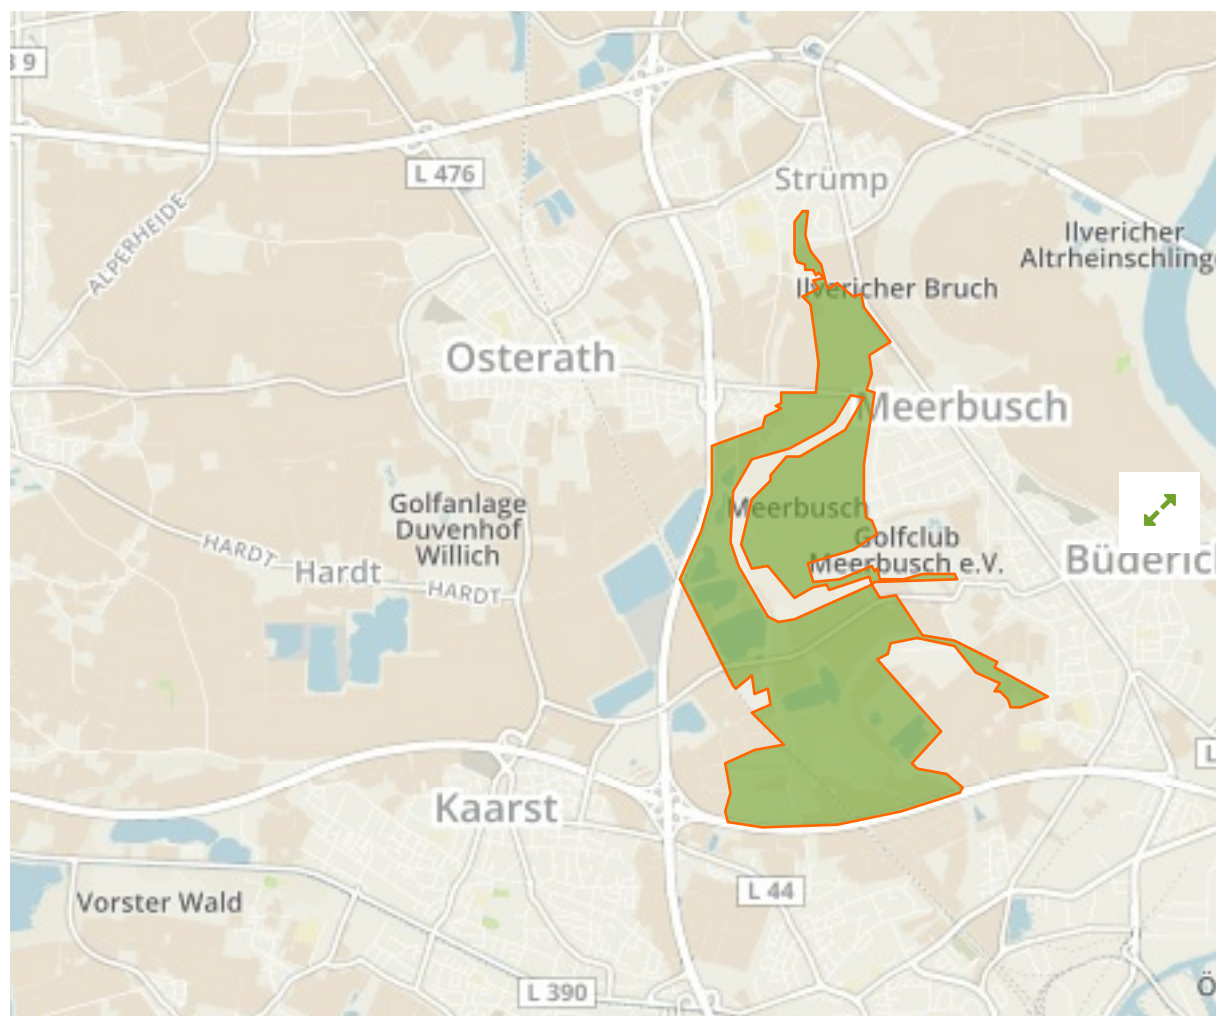 B 9
L 476
Strümp
ALPERHEIDE
Ilvericher
Altrheinschlinge
Ilvericher Bruch
Osterath
Meerbusch
Golfanlage
Duvenhof
Willich
Meerbusch
Golfclub
Meerbusch e.V.
HARDT
Hardt
HARDT
Büderic
L
Kaarst
L 44
Vorster Wald
L 390
Ö